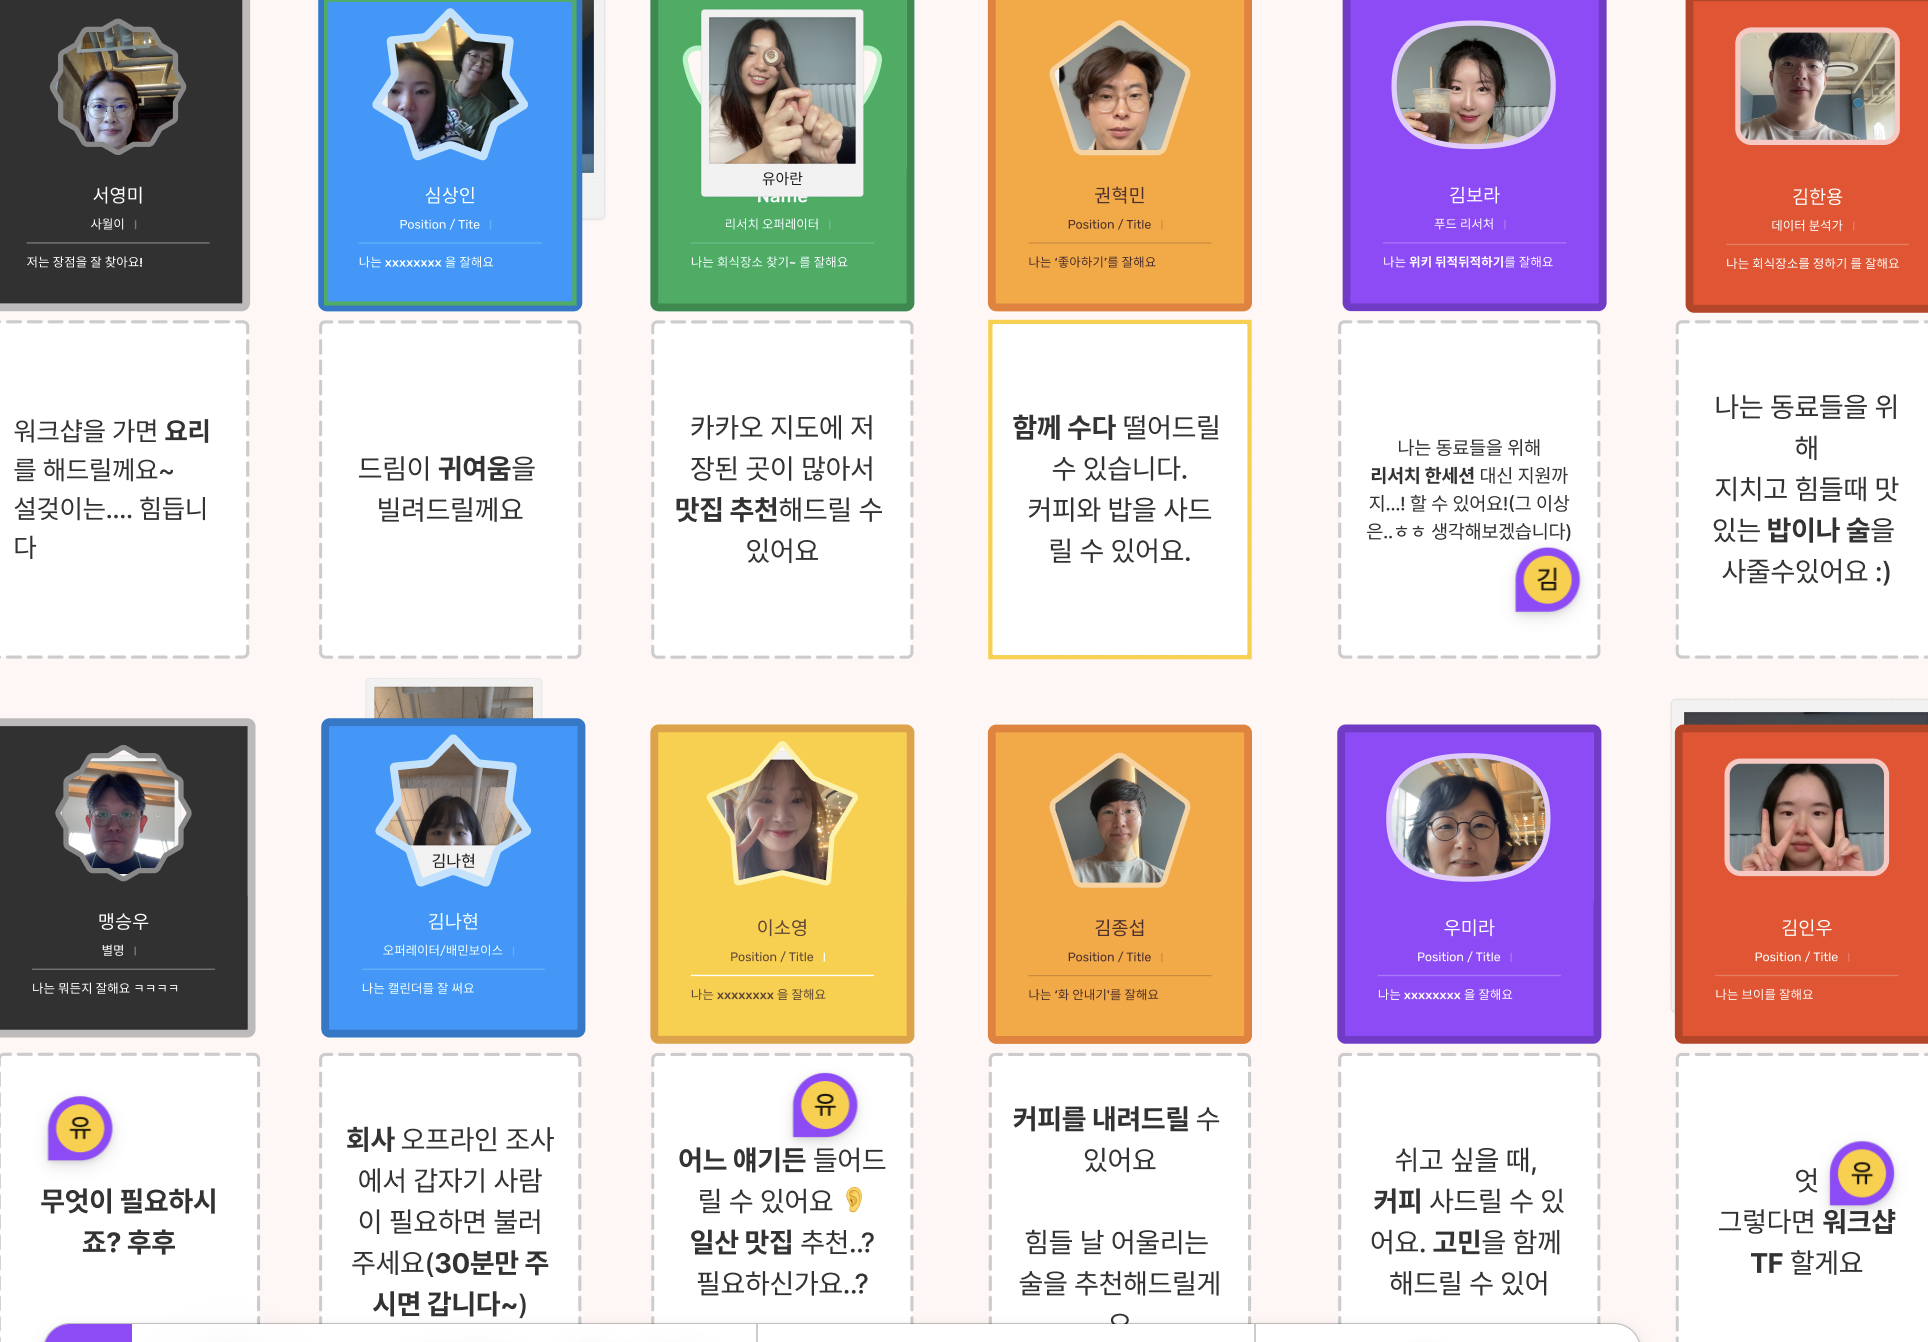 서영미
사월이
저는 장점을 잘 찾아요!
심상인
Position / Tite
나는 xxxxxxxx 을 잘해요
유아란
Name
리서치 오퍼레이터
나는 회식장소 찾기~ 를 잘해요
권혁민
Position / Title
나는 ‘좋아하기’를 잘해요
김보라
푸드 리서처
나는 위키 뒤적뒤적하기를 잘해요
김한용
데이터 분석가
나는 회식장소를 정하기 를 잘해요
워크샵을 가면 요리
를 해드릴께요~
설겆이는.... 힘듭니
다
드림이 귀여움을
빌려드릴께요
카카오 지도에 저
장된 곳이 많아서
맛집 추천해드릴 수
있어요
함께 수다 떨어드릴
수 있습니다.
커피와 밥을 사드
릴 수 있어요.
나는 동료들을 위해
리서치 한세션 대신 지원까
지...! 할 수 있어요!(그 이상
은..ㅎㅎ 생각해보겠습니다)
김
나는 동료들을 위
해
지치고 힘들때 맛
있는 밥이나 술을
사줄수있어요 :)
맹승우
별명
나는 뭐든지 잘해요 ㅋㅋㅋㅋ
김나현
김나현
오퍼레이터/배민보이스
나는 캘린더를 잘 써요
이소영
Position / Title
나는 xxxxxxxx 을 잘해요
김종섭
Position / Title
나는 ‘화 안내기'를 잘해요
우미라
Position / Title
나는 xxxxxxxx 을 잘해요
김인우
Position / Title
나는 브이를 잘해요
유
무엇이 필요하시
죠? 후후
회사 오프라인 조사
에서 갑자기 사람
이 필요하면 불러
주세요(30분만 주
시면 갑니다~)
유
어느 얘기든 들어드
릴 수 있어요 👂
일산 맛집 추천..?
필요하신가요..?
커피를 내려드릴 수
있어요
힘들 날 어울리는
술을 추천해드릴게
쉬고 싶을 때,
커피 사드릴 수 있
어요. 고민을 함께
해드릴 수 있어
엇
유
그렇다면 워크샵
TF 할게요